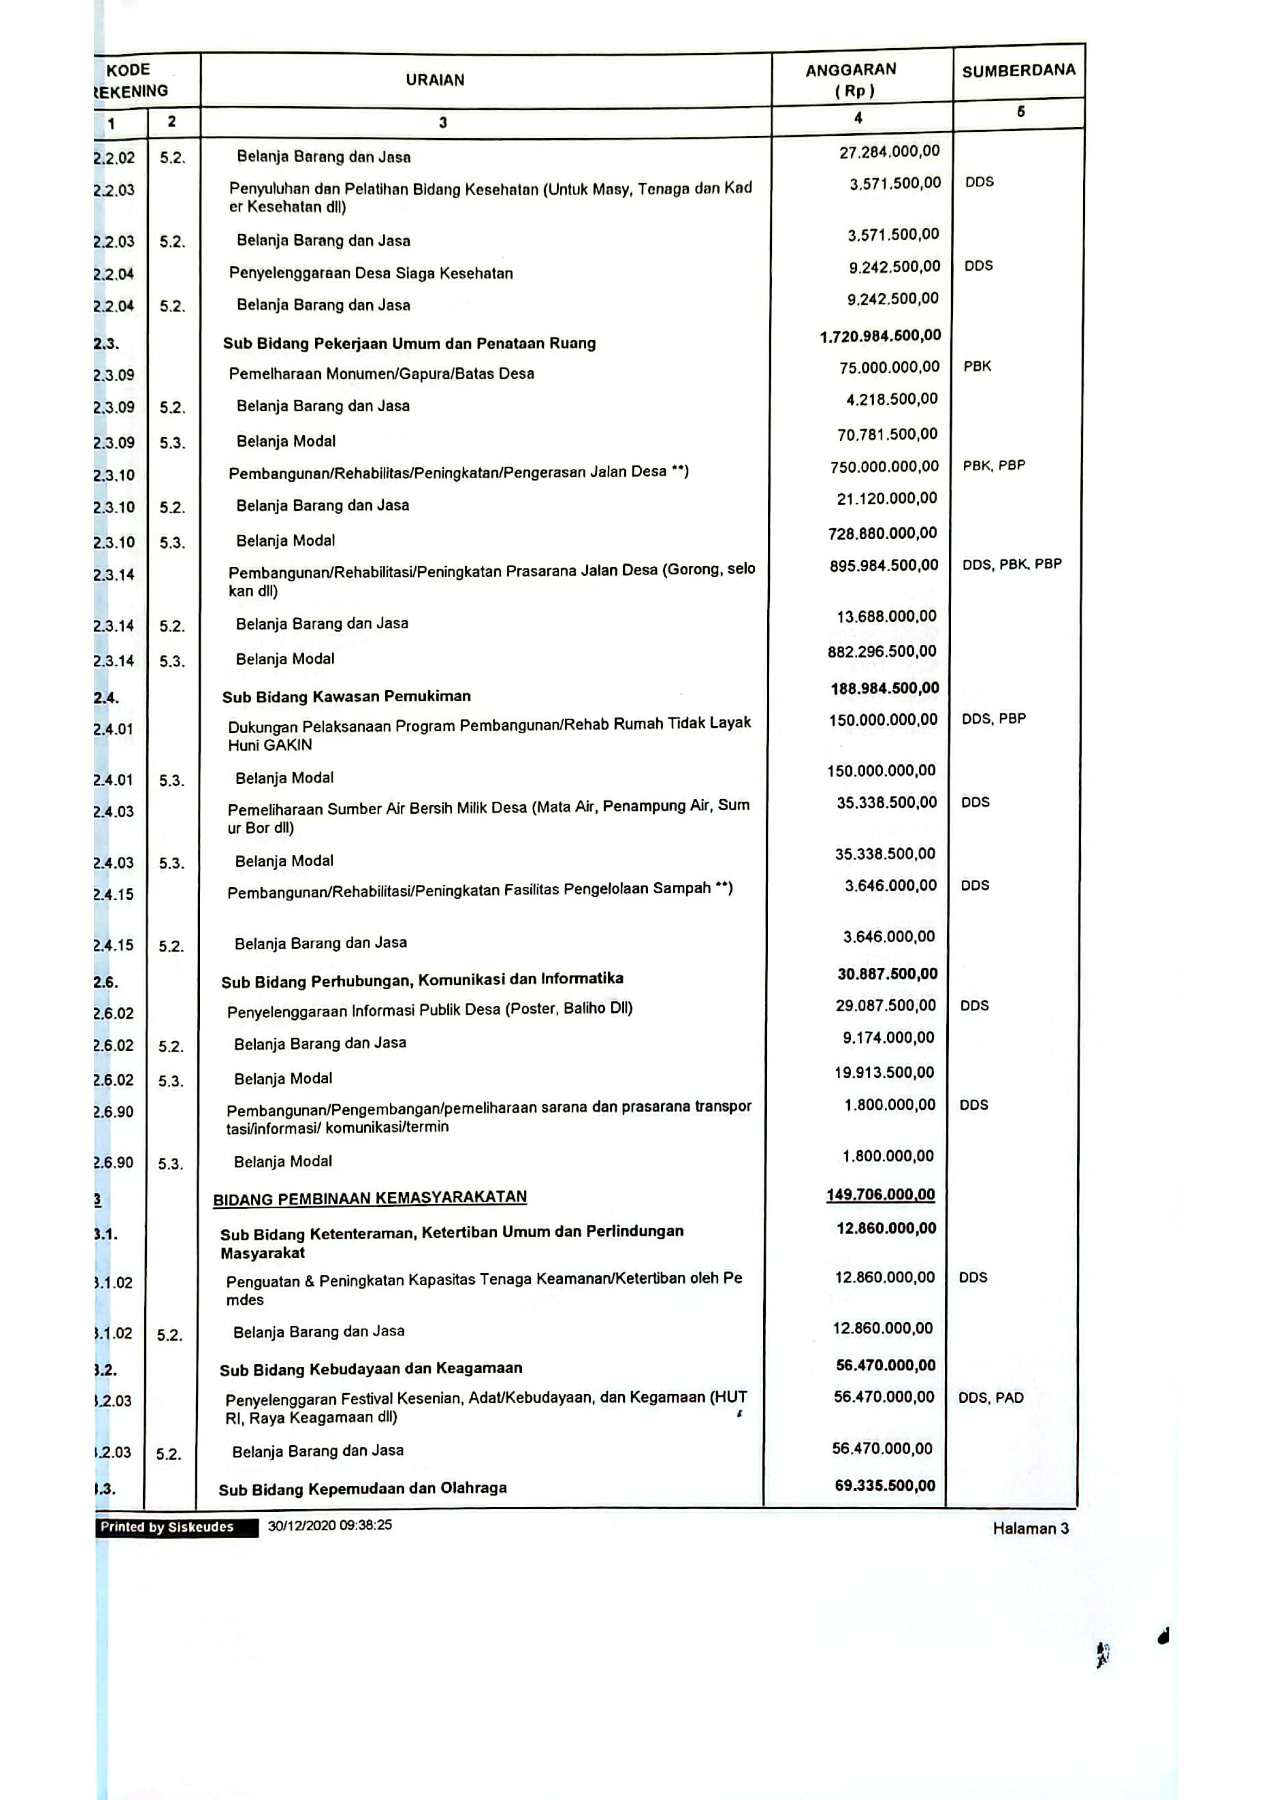 KODE REKENING URAIAN ANGGARAN ( Rp ) SUMBERDANA
1 2 3 4 5
2.2.02 5.2. Belanja Barang dan Jasa 27.284.000,00
2.2.03 Penyuluhan dan Pelatihan Bidang Kesehatan (Untuk Masy, Tenaga dan Kad 3.571.500,00 DDS
er Kesehatan dll)
2.2.03 5.2. Belanja Barang dan Jasa 3.571.500,00
2.2.04 Penyelenggaraan Desa Siaga Kesehatan 9.242.500,00 DDS
2.2.04 5.2. Belanja Barang dan Jasa 9.242.500,00
2.3. Sub Bidang Pekerjaan Umum dan Penataan Ruang 1.720.984.500,00
2.3.09 Pemelharaan Monumen/Gapura/Batas Desa 75.000.000,00 PBK
2.3.09 5.2. Belanja Barang dan Jasa 4.218.500,00
2.3.09 5.3. Belanja Modal 70.781.500,00
2.3.10 Pembangunan/Rehabilitas/Peningkatan/Pengerasan Jalan Desa **) 750.000.000,00 PBK, PBP
2.3.10 5.2. Belanja Barang dan Jasa 21.120.000,00
2.3.10 5.3. Belanja Modal 728.880.000,00
2.3.14 Pembangunan/Rehabilitasi/Peningkatan Prasarana Jalan Desa (Gorong, selo 895.984.500,00 DDS, PBK, PBP
kan dll)
2.3.14 5.2. Belanja Barang dan Jasa 13.688.000,00
2.3.14 5.3. Belanja Modal 882.296.500,00
2.4. Sub Bidang Kawasan Pemukiman 188.984.500,00
2.4.01 Dukungan Pelaksanaan Program Pembangunan/Rehab Rumah Tidak Layak 150.000.000,00 DDS, PBP
Huni GAKIN
2.4.01 5.3. Belanja Modal 150.000.000,00
2.4.03 Pemeliharaan Sumber Air Bersih Milik Desa (Mata Air, Penampung Air, Sum 35.338.500,00 DDS
ur Bor dll)
2.4.03 5.3. Belanja Modal 35.338.500,00
2.4.15 Pembangunan/Rehabilitasi/Peningkatan Fasilitas Pengelolaan Sampah **) 3.646.000,00 DDS
2.4.15 5.2. Belanja Barang dan Jasa 3.646.000,00
2.6. Sub Bidang Perhubungan, Komunikasi dan Informatika 30.887.500,00
2.6.02 Penyelenggaraan Informasi Publik Desa (Poster, Baliho Dll) 29.087.500,00 DDS
2.6.02 5.2. Belanja Barang dan Jasa 9.174.000,00
2.6.02 5.3. Belanja Modal 19.913.500,00
2.6.90 Pembangunan/Pengembangan/pemeliharaan sarana dan prasarana transpor 1.800.000,00 DDS
tasi/informasi/ komunikasi/termin
2.6.90 5.3. Belanja Modal 1.800.000,00
3 BIDANG PEMBINAAN KEMASYARAKATAN 149.706.000,00
3.1. Sub Bidang Ketenteraman, Ketertiban Umum dan Perlindungan 12.860.000,00
Masyarakat
3.1.02 Penguatan & Peningkatan Kapasitas Tenaga Keamanan/Ketertiban oleh Pe 12.860.000,00 DDS
mdes
3.1.02 5.2. Belanja Barang dan Jasa 12.860.000,00
3.2. Sub Bidang Kebudayaan dan Keagamaan 56.470.000,00
3.2.03 Penyelenggaran Festival Kesenian, Adat/Kebudayaan, dan Kegamaan (HUT 56.470.000,00 DDS, PAD
RI, Raya Keagamaan dll)
3.2.03 5.2. Belanja Barang dan Jasa 56.470.000,00
3.3. Sub Bidang Kepemudaan dan Olahraga 69.335.500,00
Printed by Siskeudes 30/12/2020 09:38:25 Halaman 3